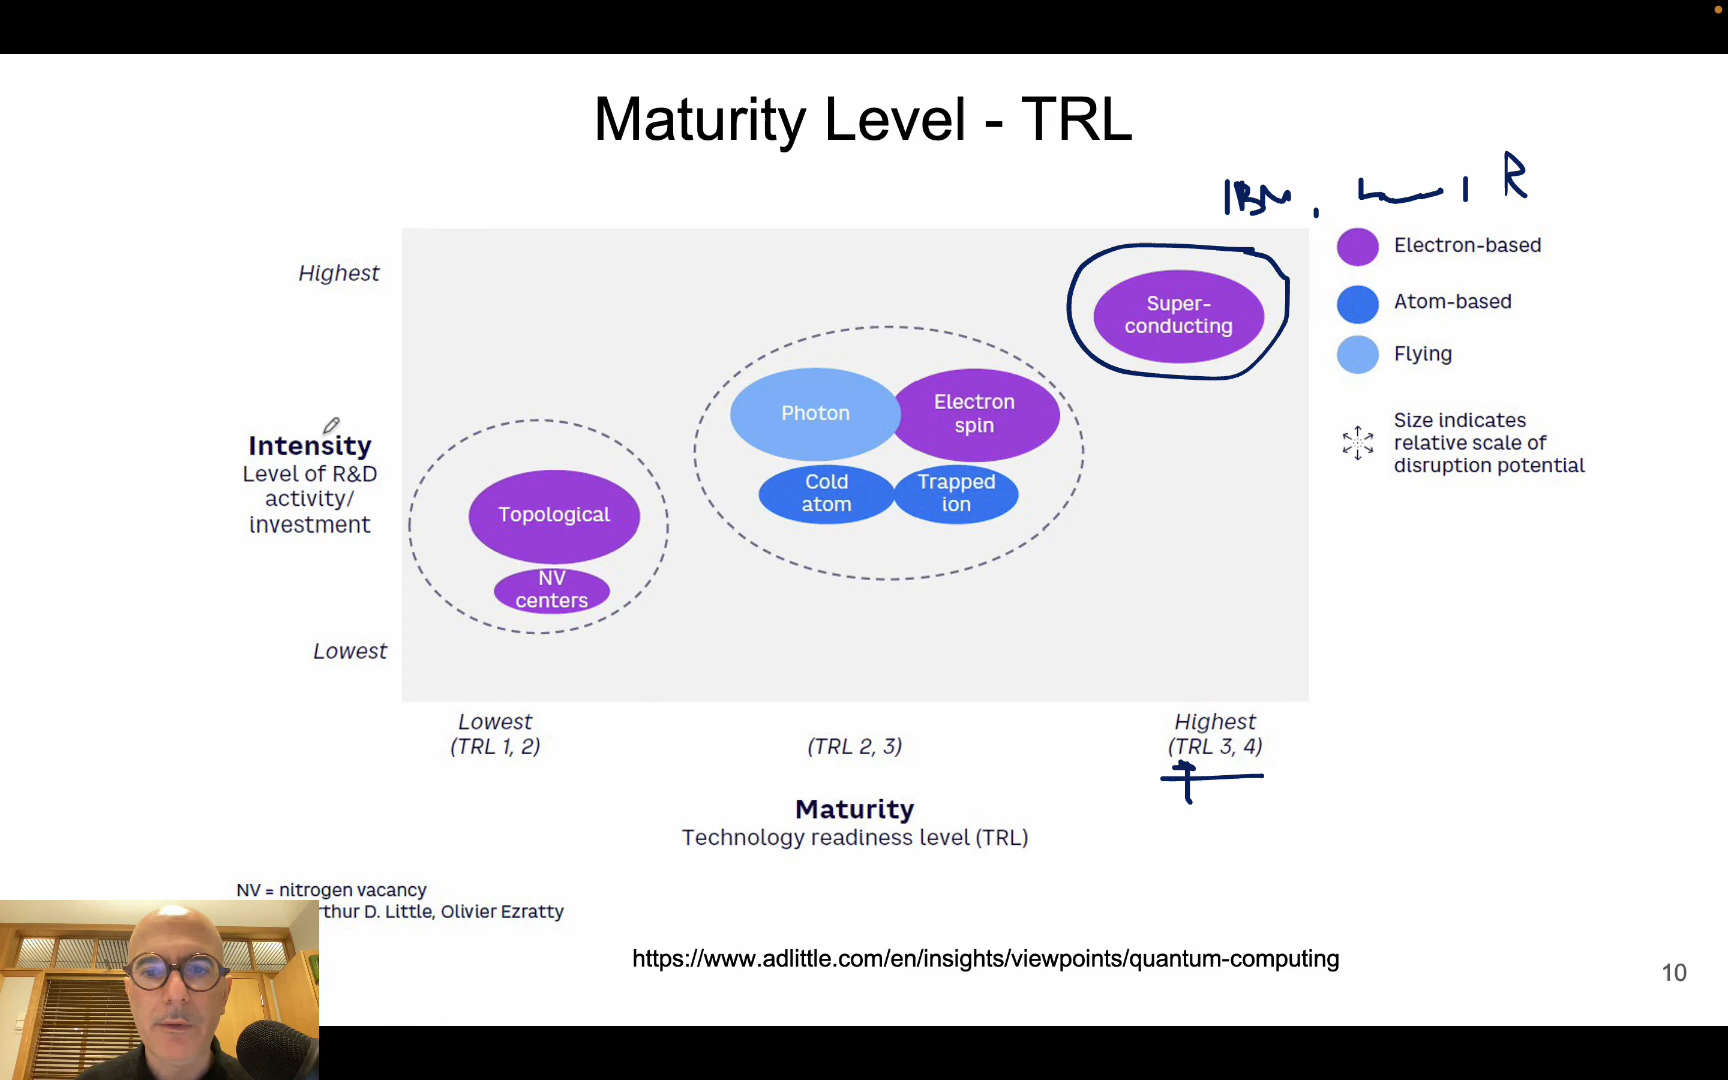 Maturity Level - TRL
IBM,
R
Highest
Super-
conducting
Electron-based
Atom-based
Flying
Photon
Electron
spin
Size indicates
relative scale of
disruption potential
Intensity
Level of R&D
activity/
investment
Cold
atom
Trapped
ion
Topological
NV
centers
Lowest
Lowest
(TRL 1, 2)
(TRL 2, 3)
Highest
(TRL 3, 4)
Maturity
Technology readiness level (TRL)
NV = nitrogen vacancy
rthur D. Little, Olivier Ezratty
https://www.adlittle.com/en/insights/viewpoints/quantum-computing
10